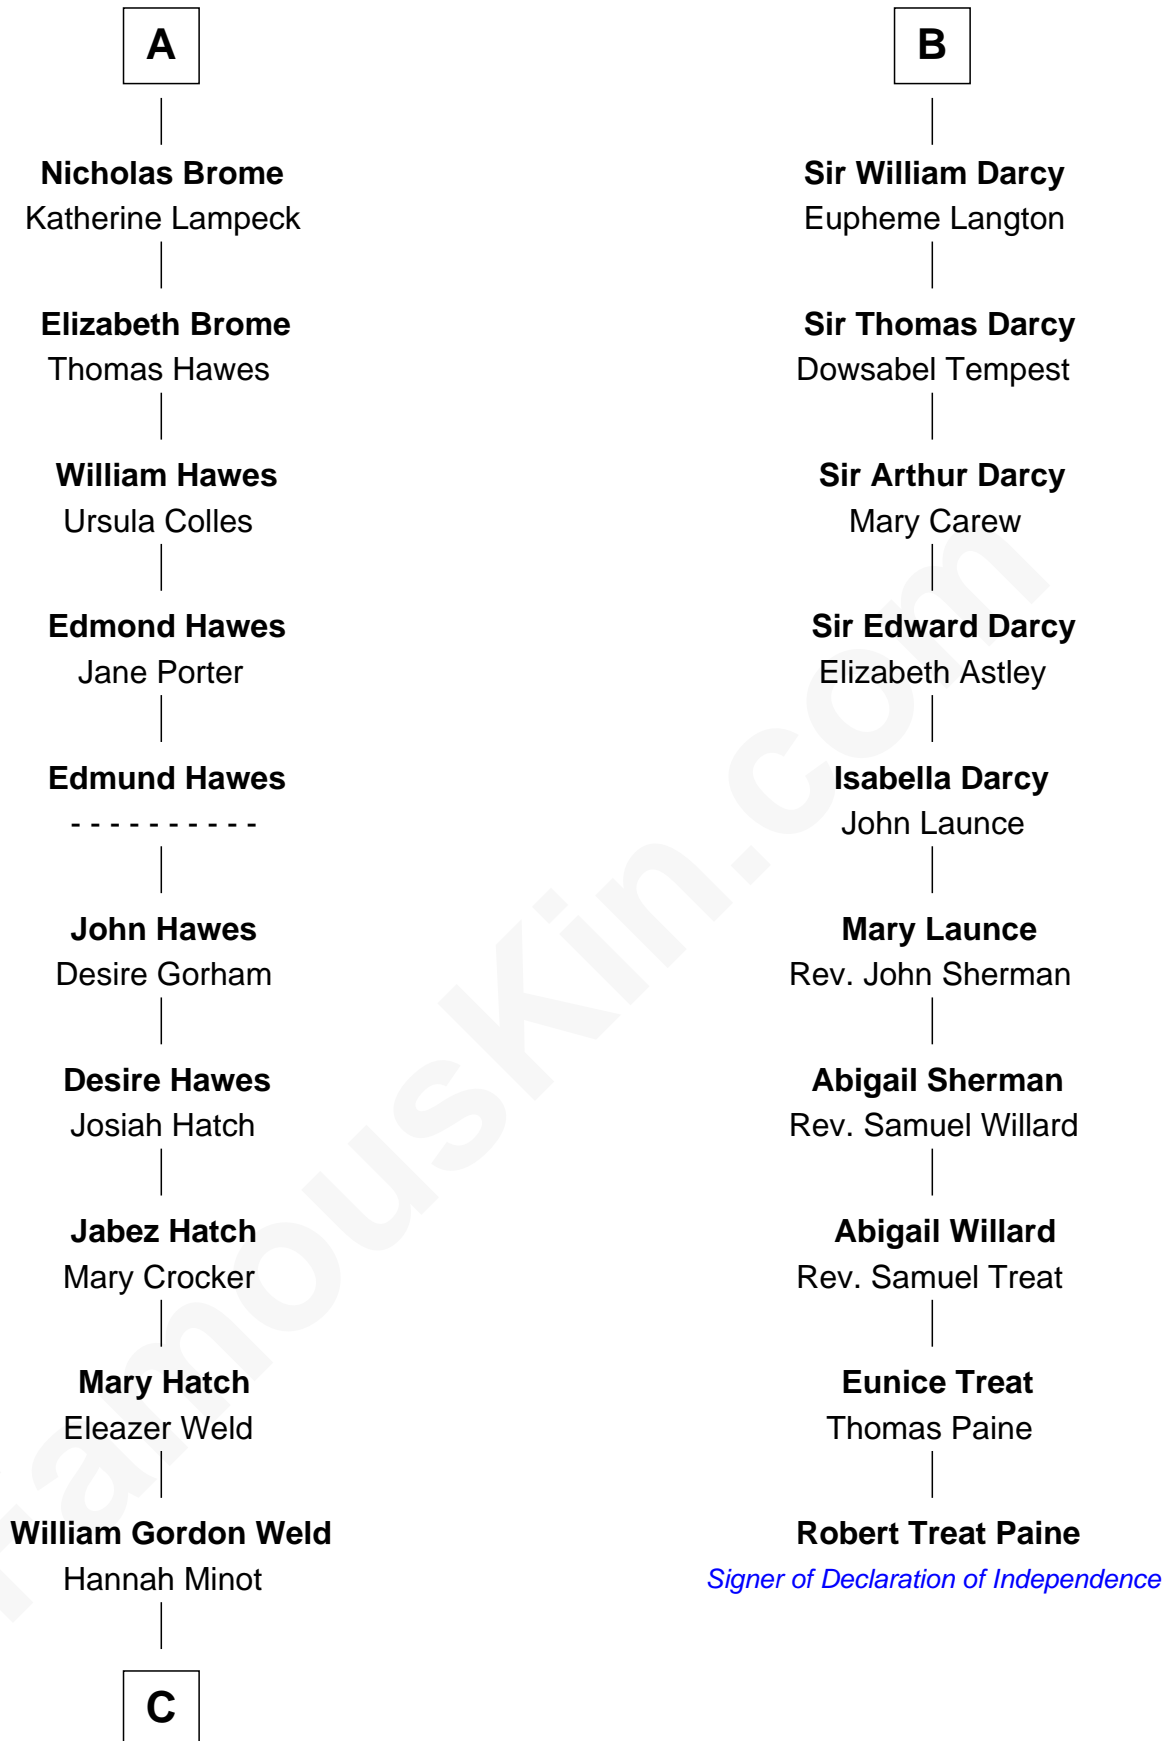 A
Nicholas Brome
Katherine Lampeck
Elizabeth Brome
Thomas Hawes
William Hawes
Ursula Colles
Edmond Hawes
Jane Porter
Edmund Hawes
- - - - - - - - - -
John Hawes
Desire Gorham
Desire Hawes
Josiah Hatch
Jabez Hatch
Mary Crocker
Mary Hatch
Eleazer Weld
William Gordon Weld
Hannah Minot
C
B
Sir William Darcy
Eupheme Langton
Sir Thomas Darcy
Dowsabel Tempest
Sir Arthur Darcy
Mary Carew
Sir Edward Darcy
Elizabeth Astley
Isabella Darcy
John Launce
Mary Launce
Rev. John Sherman
Abigail Sherman
Rev. Samuel Willard
Abigail Willard
Rev. Samuel Treat
Eunice Treat
Thomas Paine
Robert Treat Paine
Signer of Declaration of Independence
FamousKin.com